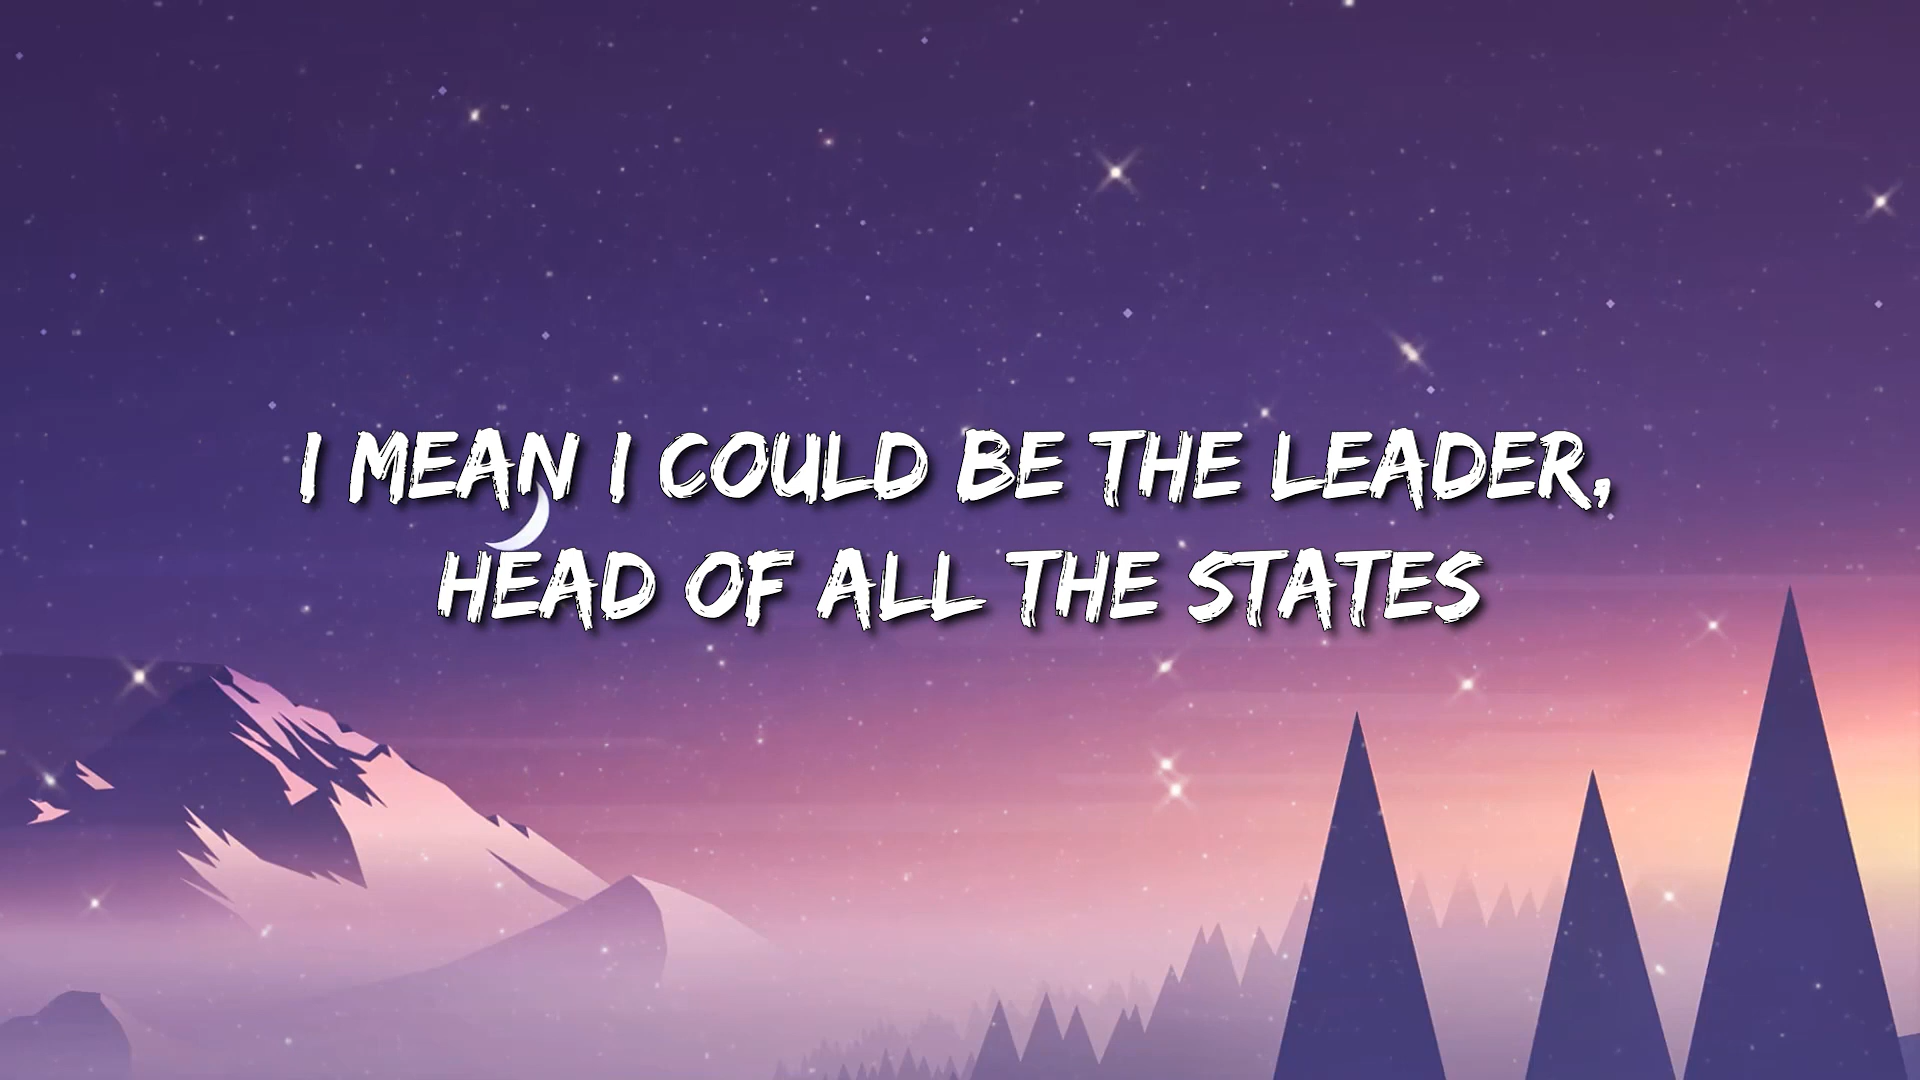 I MEAN I COULD BE THE LEADER,
HEAD OF ALL THE STATES